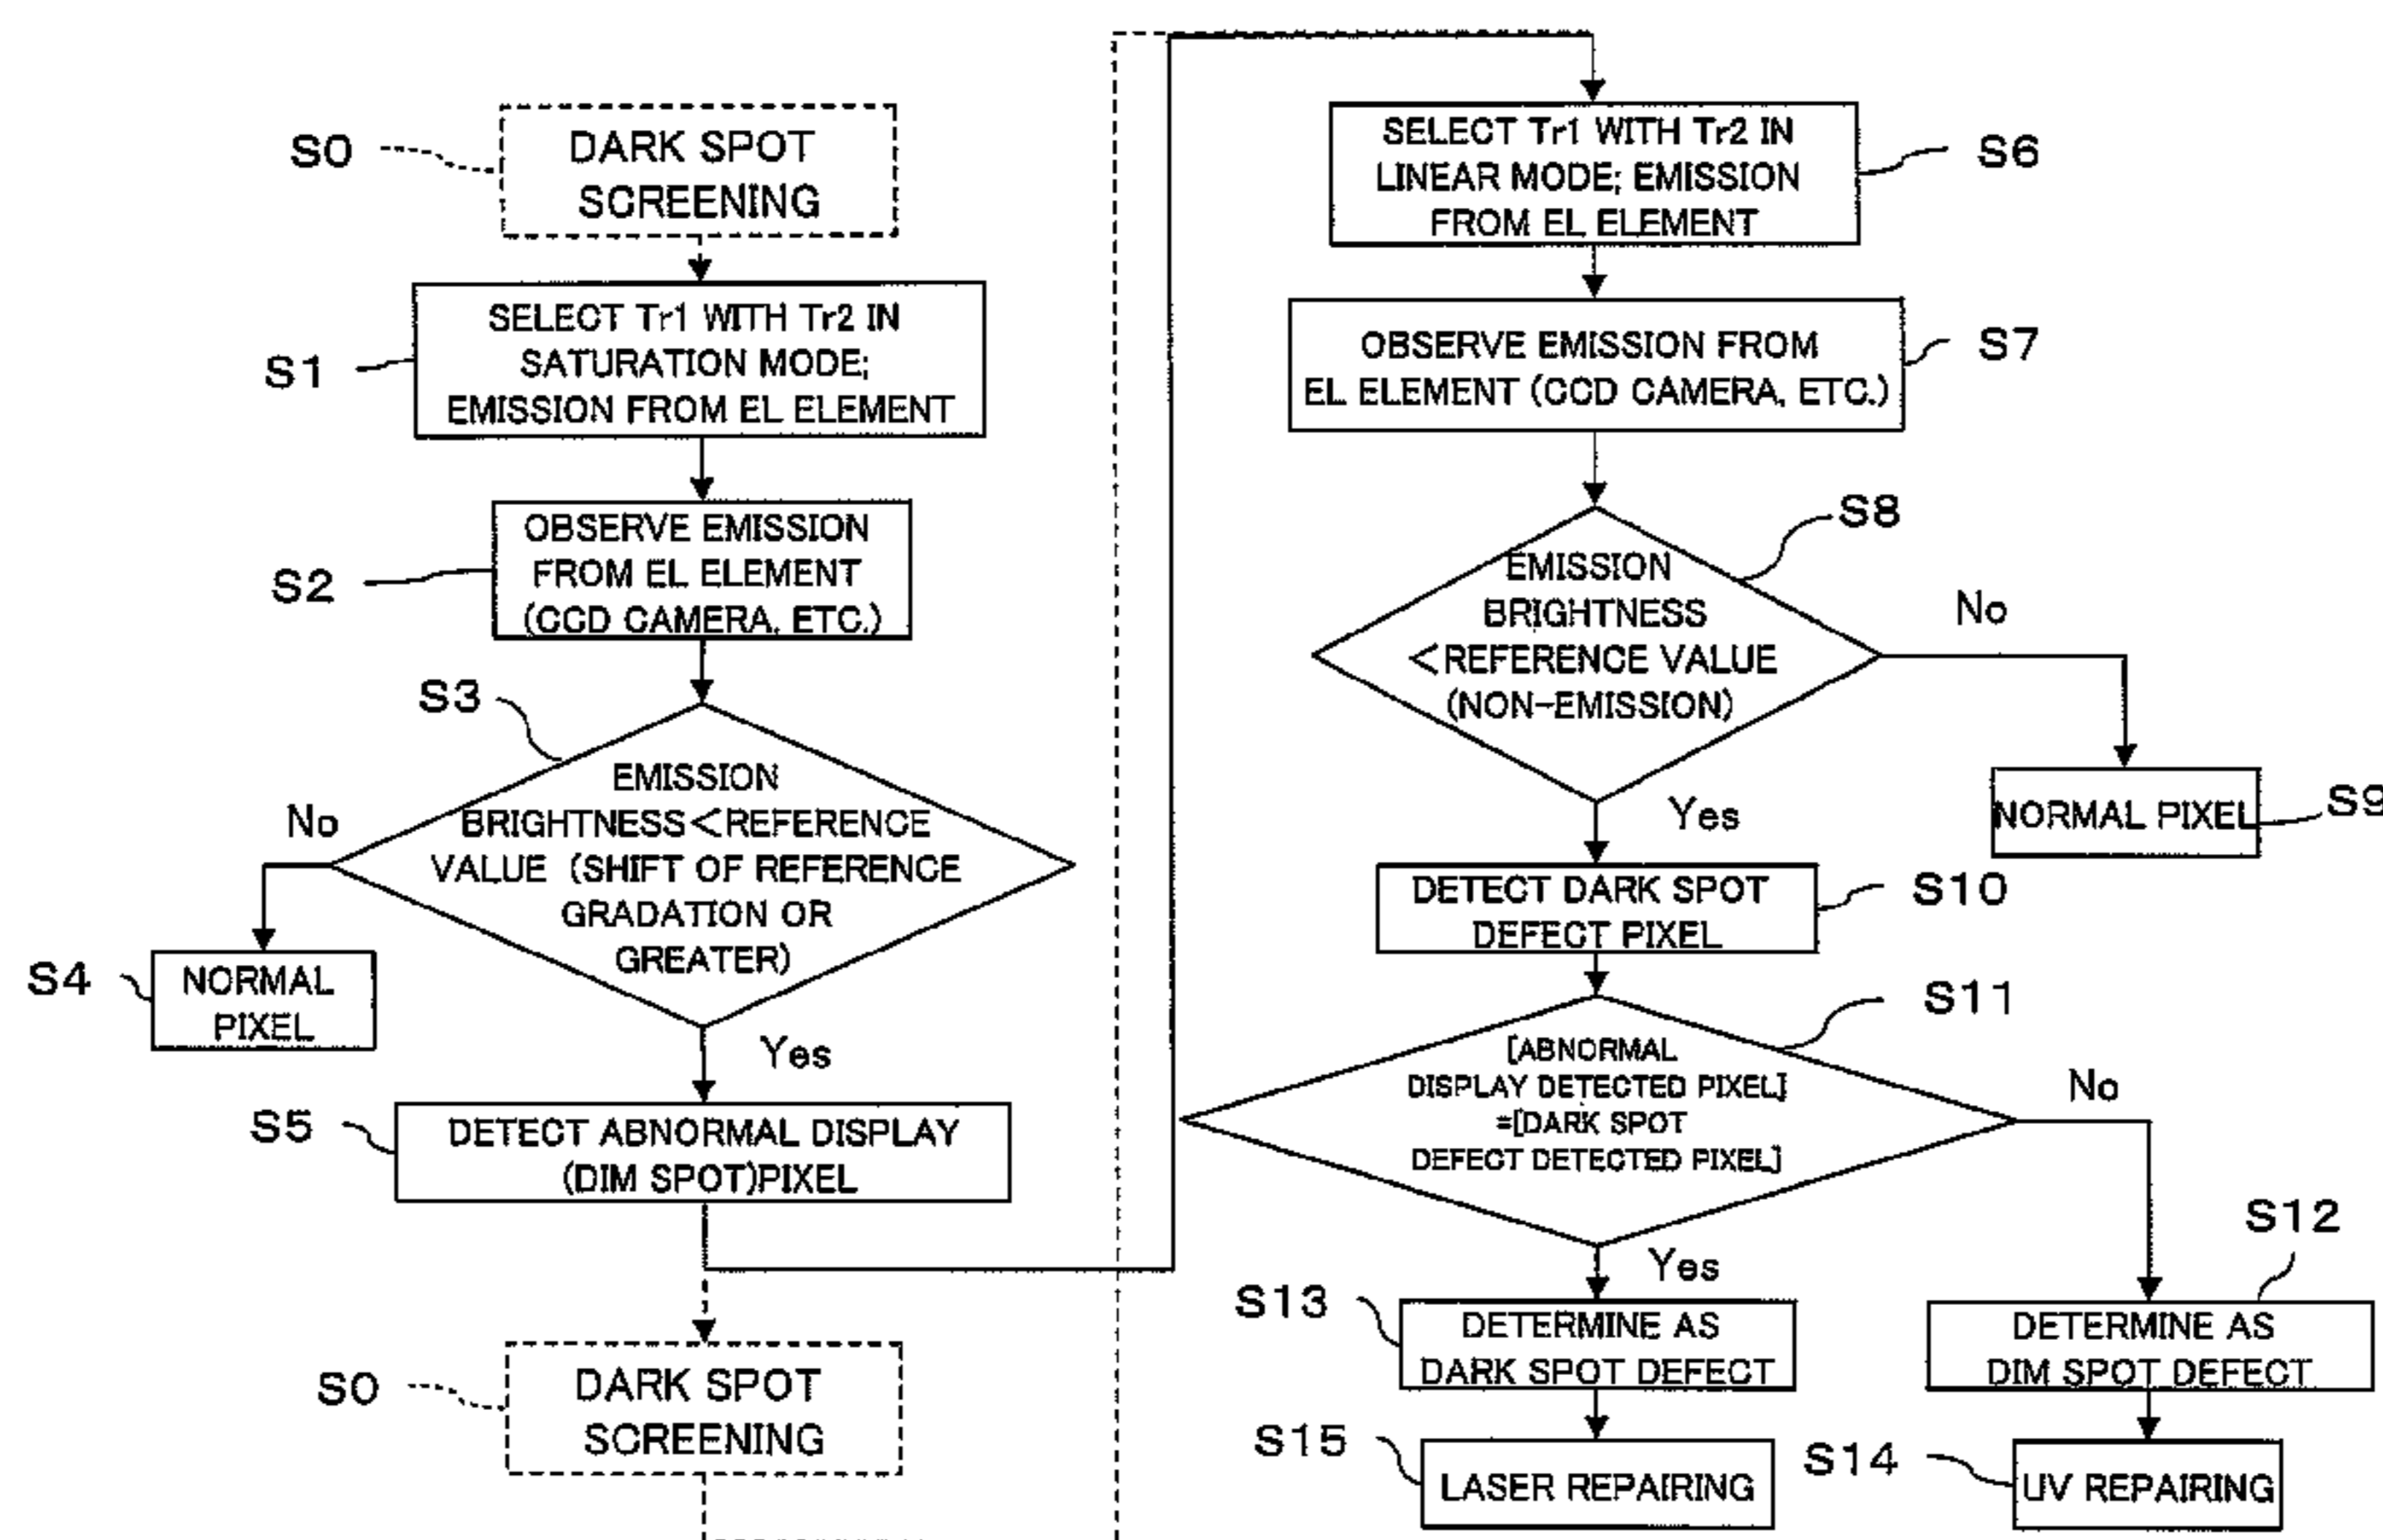 S0
DARK SPOT
SCREENING
S1
SELECT Tr1 WITH Tr2 IN
SATURATION MODE;
EMISSION FROM EL ELEMENT
S2
OBSERVE EMISSION
FROM EL ELEMENT
(CCD CAMERA, ETC.)
S3
EMISSION
BRIGHTNESS<REFERENCE
VALUE (SHIFT OF REFERENCE
GRADATION OR
GREATER)
No
S4
NORMAL
PIXEL
Yes
S5
DETECT ABNORMAL DISPLAY
(DIM SPOT)PIXEL
S0
DARK SPOT
SCREENING
S6
SELECT Tr1 WITH Tr2 IN
LINEAR MODE; EMISSION
FROM EL ELEMENT
S7
OBSERVE EMISSION FROM
EL ELEMENT (CCD CAMERA, ETC.)
S8
EMISSION
BRIGHTNESS
<REFERENCE VALUE
(NON-EMISSION)
No
NORMAL PIXEL
S9
Yes
DETECT DARK SPOT
DEFECT PIXEL
S10
S11
[ABNORMAL
DISPLAY DETECTED PIXEL]
=[DARK SPOT
DEFECT DETECTED PIXEL]
No
Yes
S12
S13
DETERMINE AS
DARK SPOT DEFECT
DETERMINE AS
DIM SPOT DEFECT
S15
LASER REPAIRING
S14
UV REPAIRING